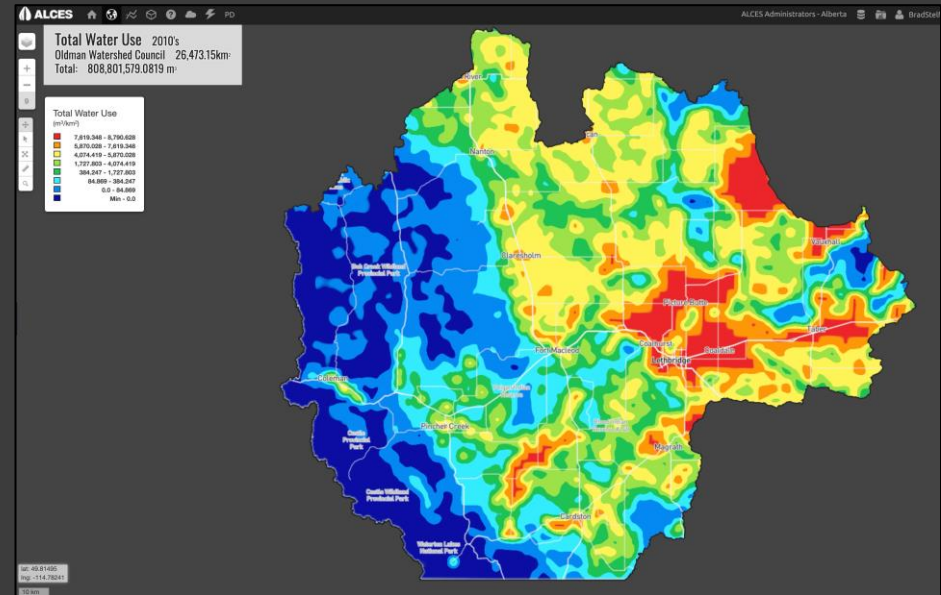 ALCES
PD
ALCES Administrators - Alberta
Total Water Use 2010's
Oldman Watershed Council 26,473.15km²
Total: 808,801,579.0819 m³
Total Water Use
(m³/km²)
7,819.348 - 8,790.628
5,870.028 - 7,819.348
4,074.419 - 5,870.028
1,727.803 - 4,074.419
384.247 - 1,727.803
84.869 - 384.247
0.0 - 84.869
Min - 0.0
River
Nanton
Claresholm
Bob Creek Wildland
Provincial Park
Vauxhall
Picture Butte
Taber
Coalhurst
Coaldale
Lethbridge
Fort Macleod
Coleman
Pincher Creek
Castle
Provincial
Park
Magrath
Castle Wildland
Provincial Park
Cardston
Waterton Lakes
National Park
lat: 49.81495
lng: -114.78241
10 km